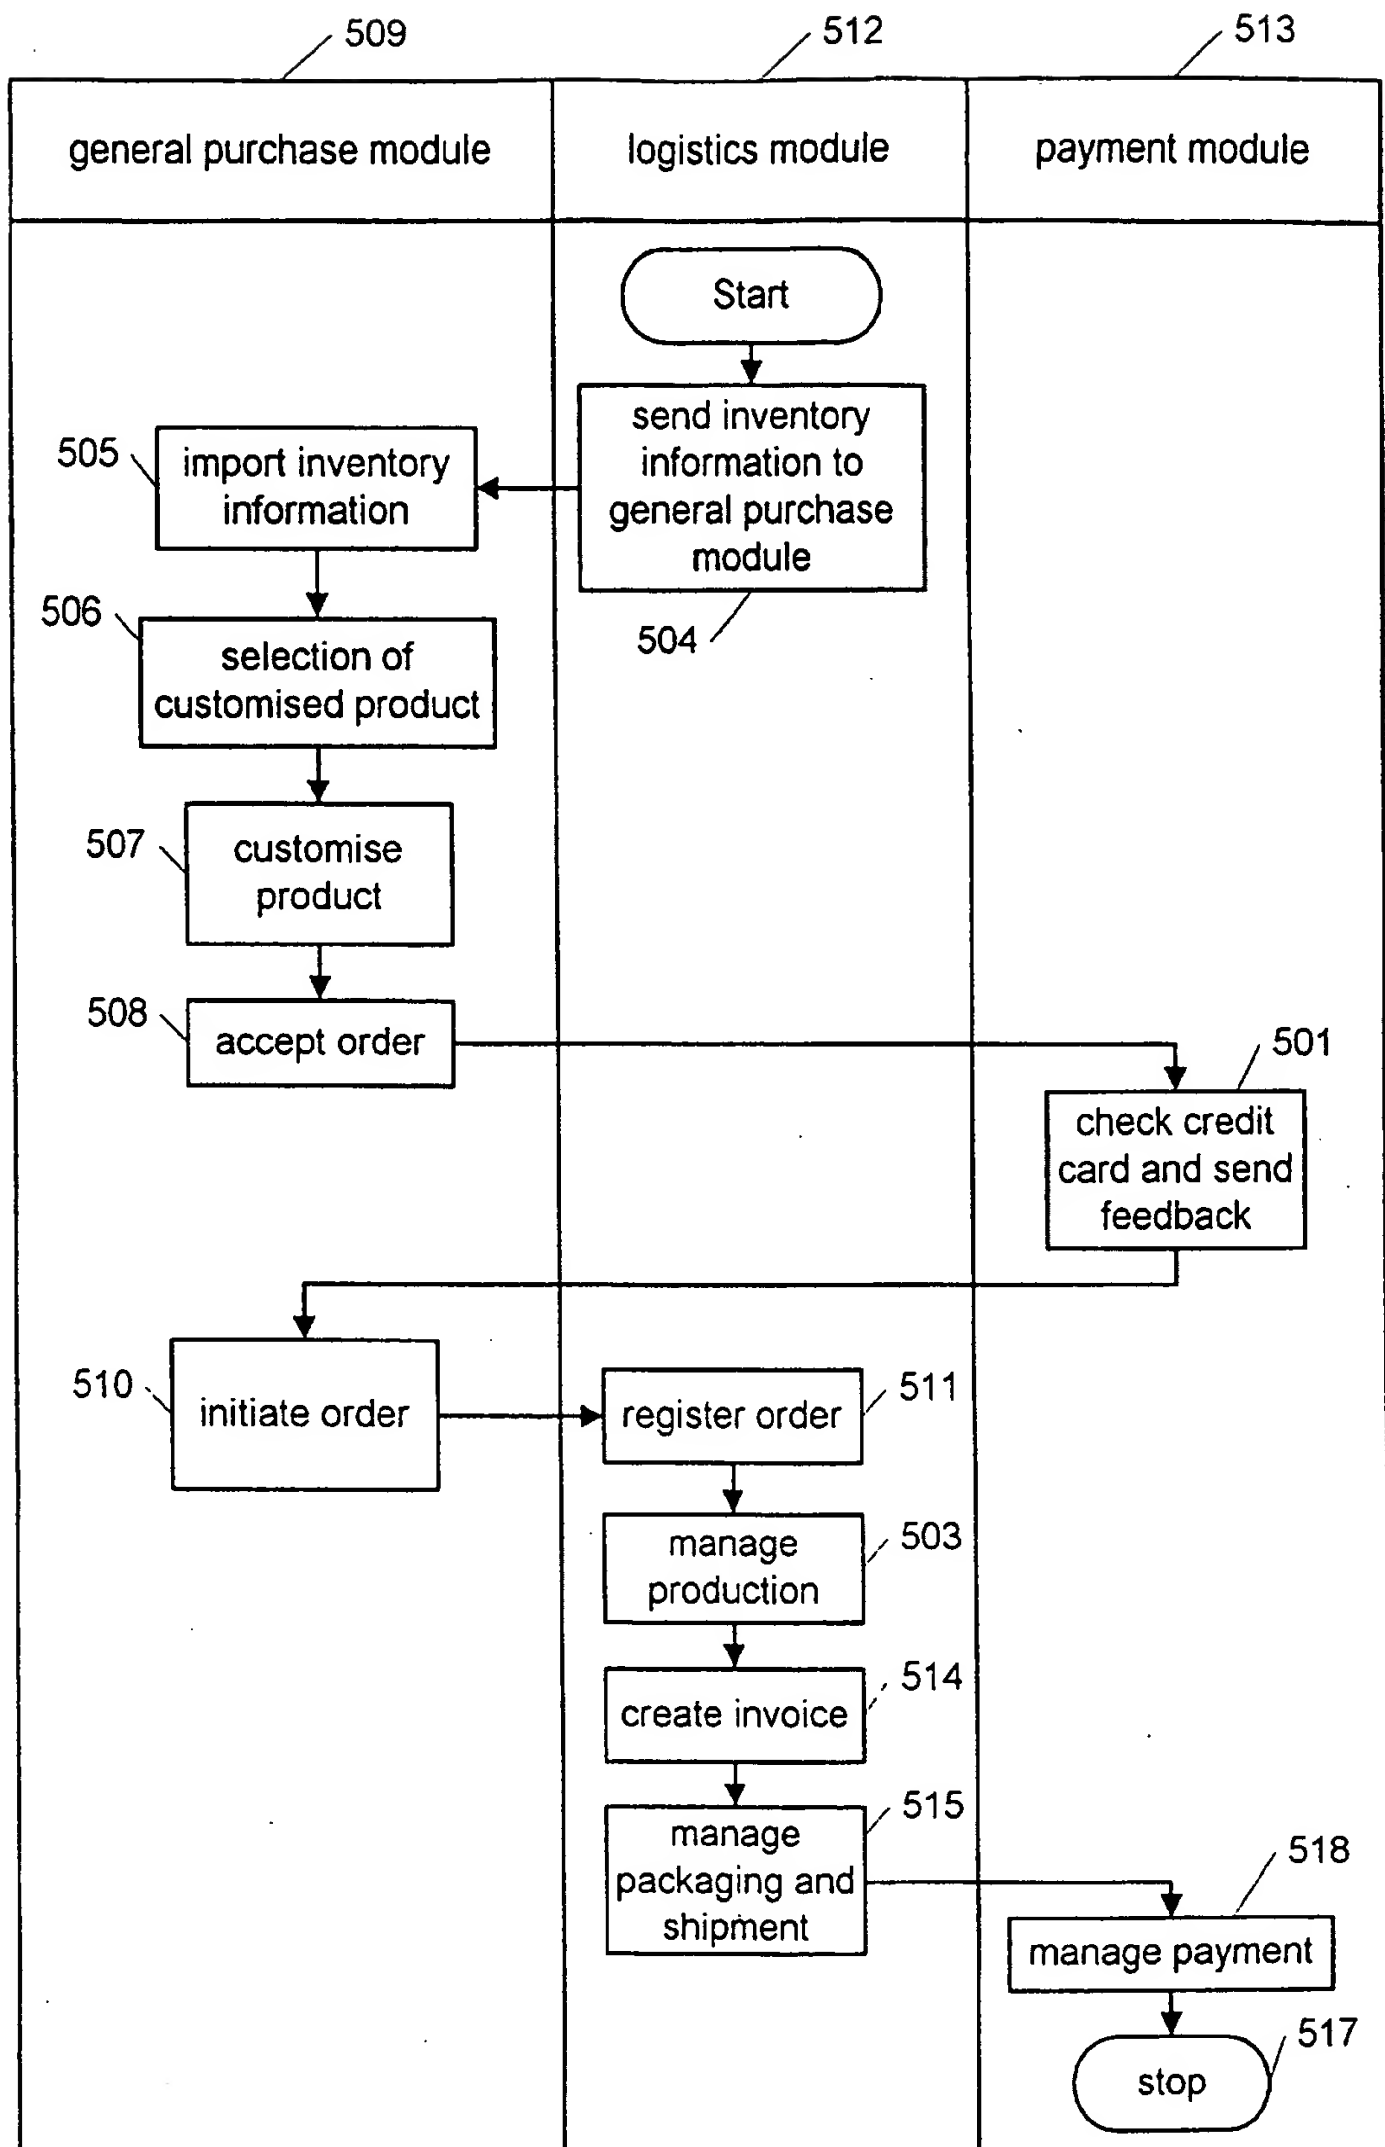 509
512
513
general purchase module
logistics module
payment module
Start
send inventory
information to
general purchase
module
504
505
import inventory
information
506
selection of
customised product
507
customise
product
508
accept order
501
check credit
card and send
feedback
510
initiate order
511
register order
503
manage
production
514
create invoice
515
manage
packaging and
shipment
518
manage payment
517
stop